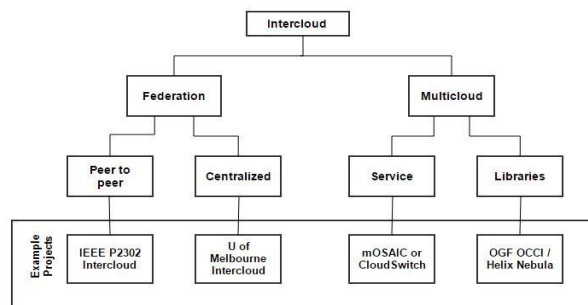 Intercloud
Federation
Multicloud
Peer to
peer
Centralized
Service
Libraries
Example
Projects
IEEE P2302
Intercloud
U of
Melbourne
Intercloud
mOSAIC or
CloudSwitch
OGF OCCI /
Helix Nebula